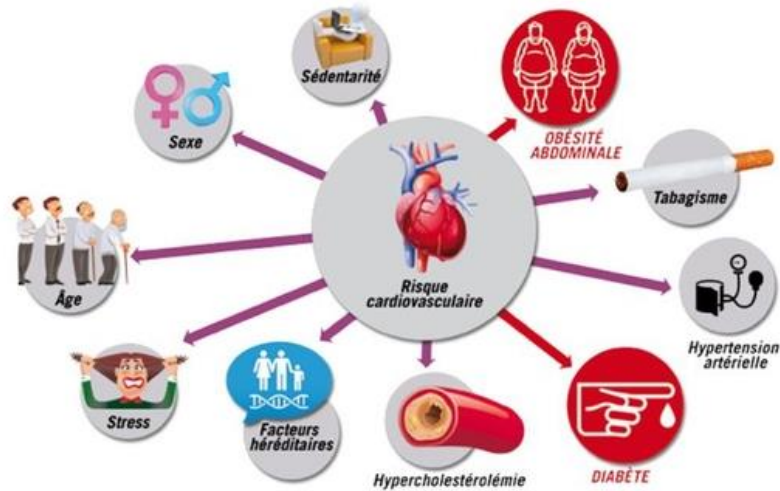 Sédentarité
OBÉSITÉ
ABDOMINALE
Sexe
Tabagisme
Âge
Risque
cardiovasculaire
Hypertension
artérielle
Stress
Facteurs
héréditaires
Hypercholestérolémie
DIABÈTE